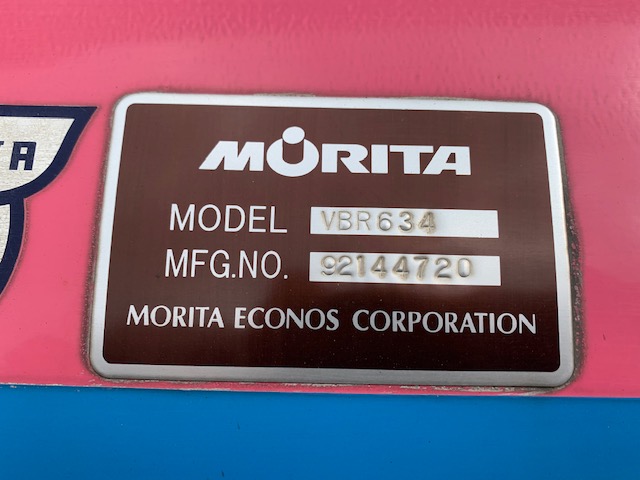 MORITA
MODEL VBR634
MFG.NO. 92144720
MORITA ECONOS CORPORATION